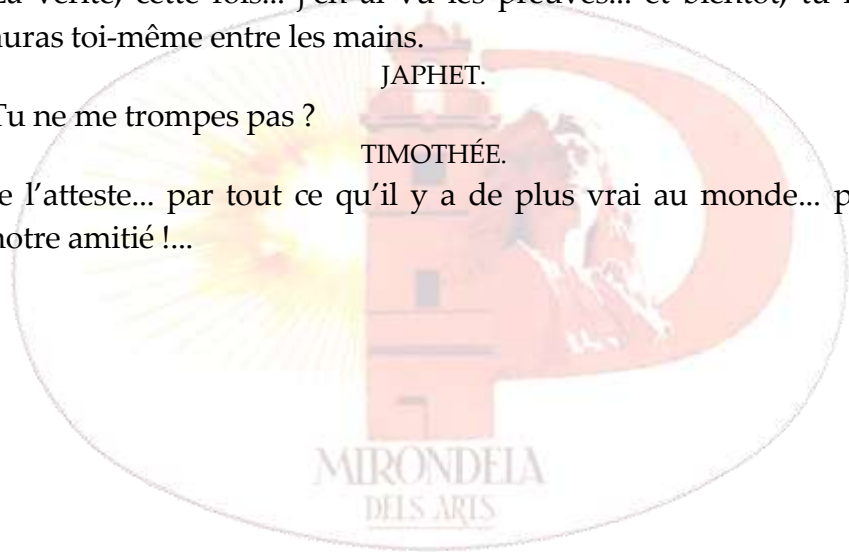 La vérité, cette fois... j'en ai vu les preuves... et bientôt, tu
auras toi-même entre les mains.
JAPHET.
Tu ne me trompes pas ?
TIMOTHÉE.
Je l'atteste... par tout ce qu'il y a de plus vrai au monde...
notre amitié !...
MIRONDELA
DELS ARTS